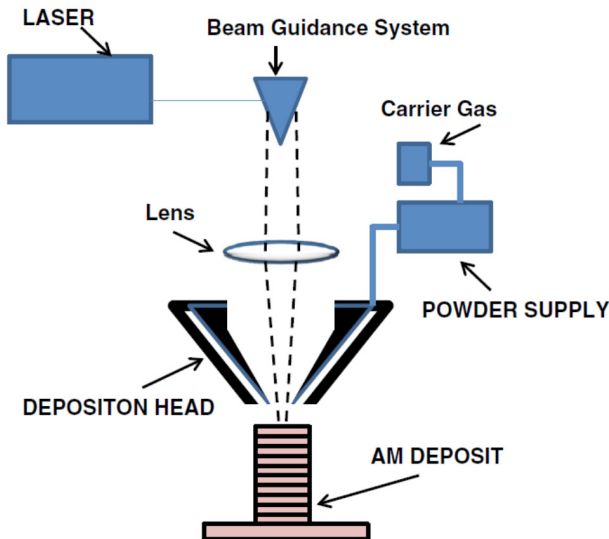 LASER
Beam Guidance System
Carrier Gas
Lens
POWDER SUPPLY
DEPOSITON HEAD
AM DEPOSIT